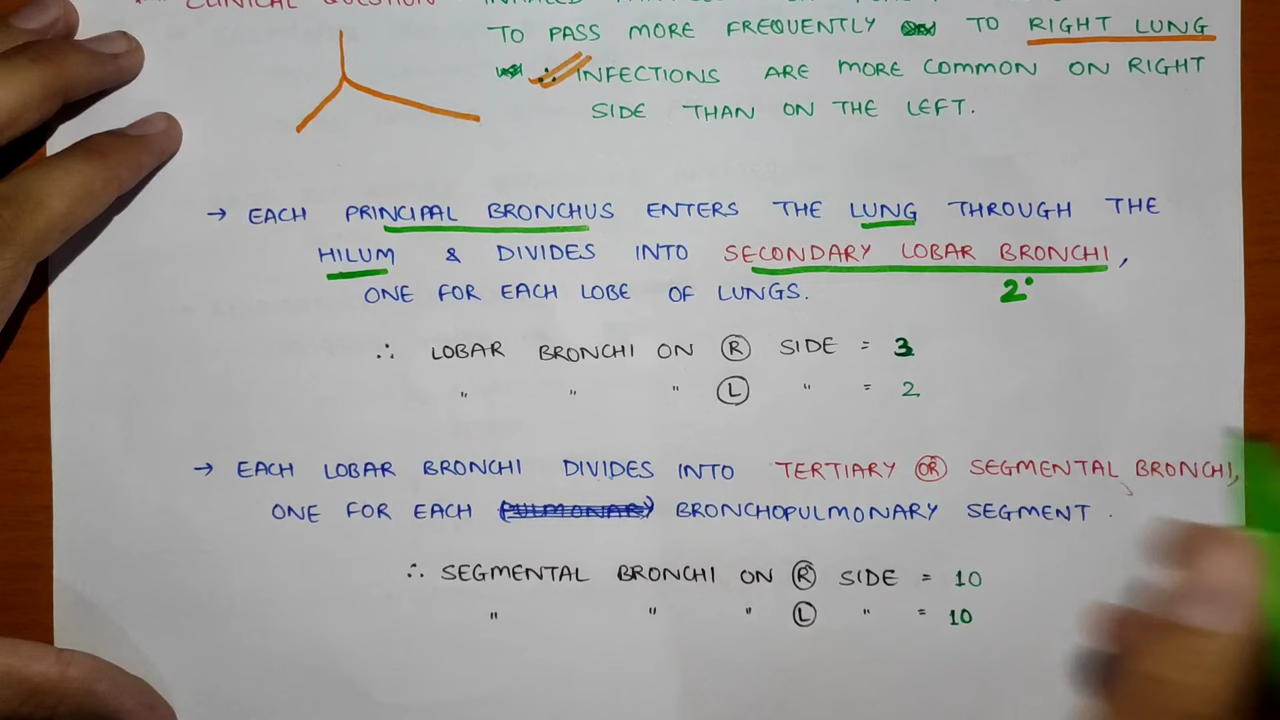 CLINICAL QUESTION
TO PASS MORE FREQUENTLY TO RIGHT LUNG
∴ INFECTIONS ARE MORE COMMON ON RIGHT
SIDE THAN ON THE LEFT.
→ EACH PRINCIPAL BRONCHUS ENTERS THE LUNG THROUGH THE
HILUM & DIVIDES INTO SECONDARY LOBAR BRONCHI,
ONE FOR EACH LOBE OF LUNGS. 2°
∴ LOBAR BRONCHI ON Ⓡ SIDE = 3
" " " Ⓛ " = 2
→ EACH LOBAR BRONCHI DIVIDES INTO TERTIARY OR SEGMENTAL BRONCHI,
ONE FOR EACH BRONCHOPULMONARY SEGMENT.
∴ SEGMENTAL BRONCHI ON Ⓡ SIDE = 10
" " " Ⓛ " = 10